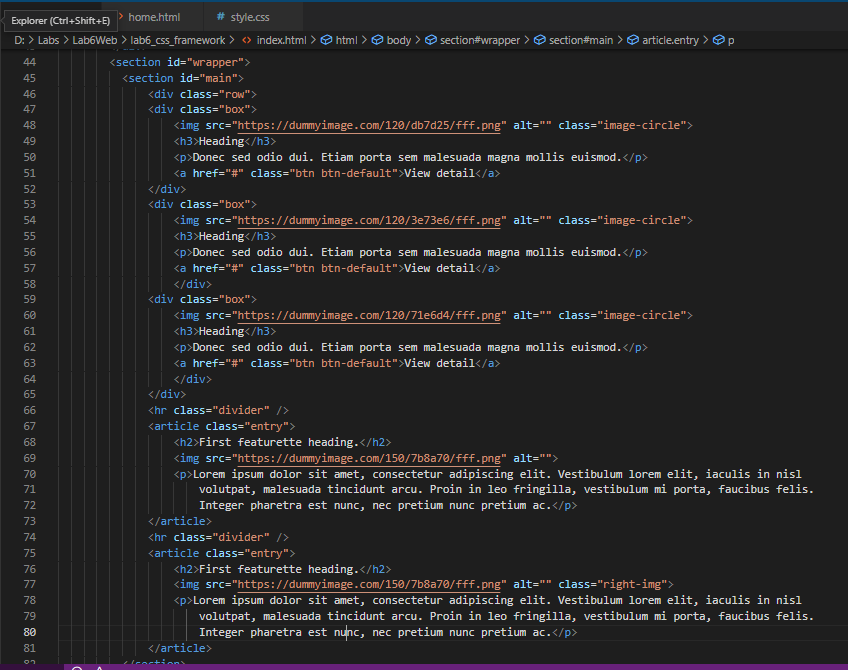 Explorer (Ctrl+Shift+E)
home.html
# style.css
D: > Labs > Lab6Web > lab6_css_framework > <> index.html > html > body > section#wrapper > section#main > article.entry > p
44 <section id="wrapper">
45 <section id="main">
46 <div class="row">
47 <div class="box">
48 <img src="https://dummyimage.com/120/db7d25/fff.png" alt="" class="image-circle">
49 <h3>Heading</h3>
50 <p>Donec sed odio dui. Etiam porta sem malesuada magna mollis euismod.</p>
51 <a href="#" class="btn btn-default">View detail</a>
52 </div>
53 <div class="box">
54 <img src="https://dummyimage.com/120/3e73e6/fff.png" alt="" class="image-circle">
55 <h3>Heading</h3>
56 <p>Donec sed odio dui. Etiam porta sem malesuada magna mollis euismod.</p>
57 <a href="#" class="btn btn-default">View detail</a>
58 </div>
59 <div class="box">
60 <img src="https://dummyimage.com/120/71e6d4/fff.png" alt="" class="image-circle">
61 <h3>Heading</h3>
62 <p>Donec sed odio dui. Etiam porta sem malesuada magna mollis euismod.</p>
63 <a href="#" class="btn btn-default">View detail</a>
64 </div>
65 </div>
66 <hr class="divider" />
67 <article class="entry">
68 <h2>First featurette heading.</h2>
69 <img src="https://dummyimage.com/150/7b8a70/fff.png" alt="">
70 <p>Lorem ipsum dolor sit amet, consectetur adipiscing elit. Vestibulum lorem elit, iaculis in nisl
71 volutpat, malesuada tincidunt arcu. Proin in leo fringilla, vestibulum mi porta, faucibus felis.
72 Integer pharetra est nunc, nec pretium nunc pretium ac.</p>
73 </article>
74 <hr class="divider" />
75 <article class="entry">
76 <h2>First featurette heading.</h2>
77 <img src="https://dummyimage.com/150/7b8a70/fff.png" alt="" class="right-img">
78 <p>Lorem ipsum dolor sit amet, consectetur adipiscing elit. Vestibulum lorem elit, iaculis in nisl
79 volutpat, malesuada tincidunt arcu. Proin in leo fringilla, vestibulum mi porta, faucibus felis.
80 Integer pharetra est nunc, nec pretium nunc pretium ac.</p>
81 </article>
82 </section>